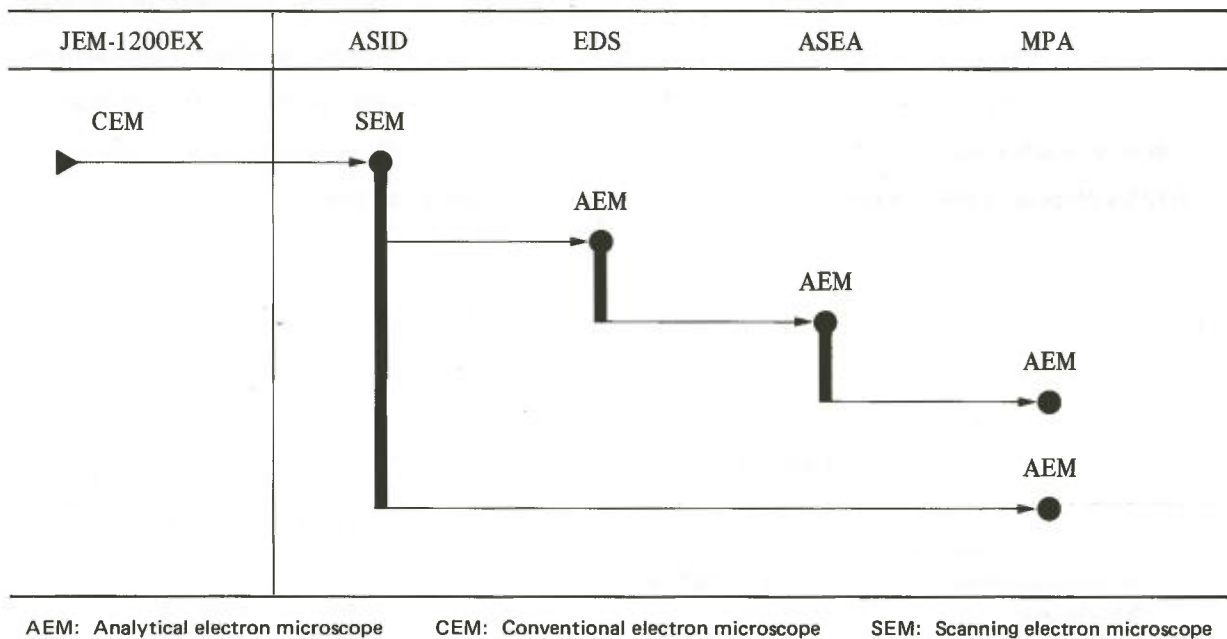 JEM-1200EX ASID EDS ASEA MPA
CEM SEM
AEM
AEM
AEM
AEM
AEM: Analytical electron microscope CEM: Conventional electron microscope SEM: Scanning electron microscope